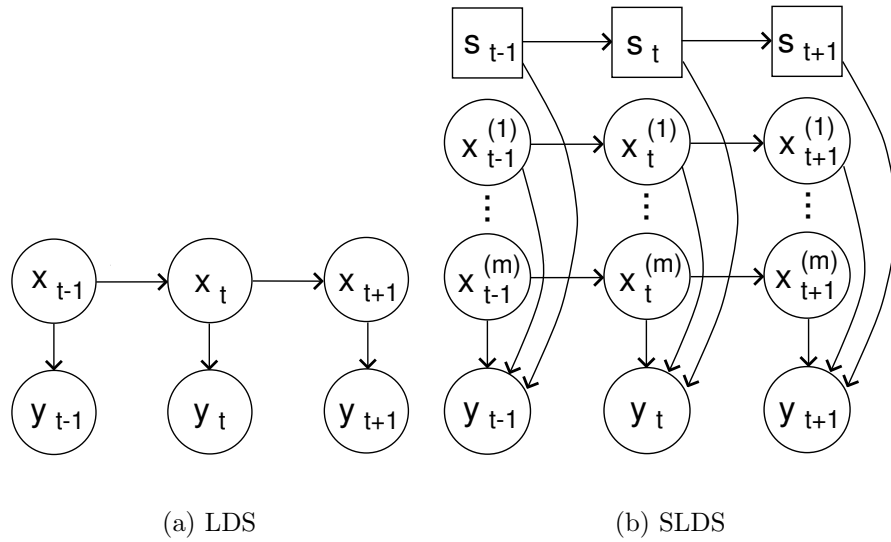 s t-1 s t s t+1
x (1) t-1 x (1) t x (1) t+1
x t-1 x t x t+1 x (m) t-1 x (m) t x (m) t+1
y t-1 y t y t+1 y t-1 y t y t+1
(a) LDS (b) SLDS